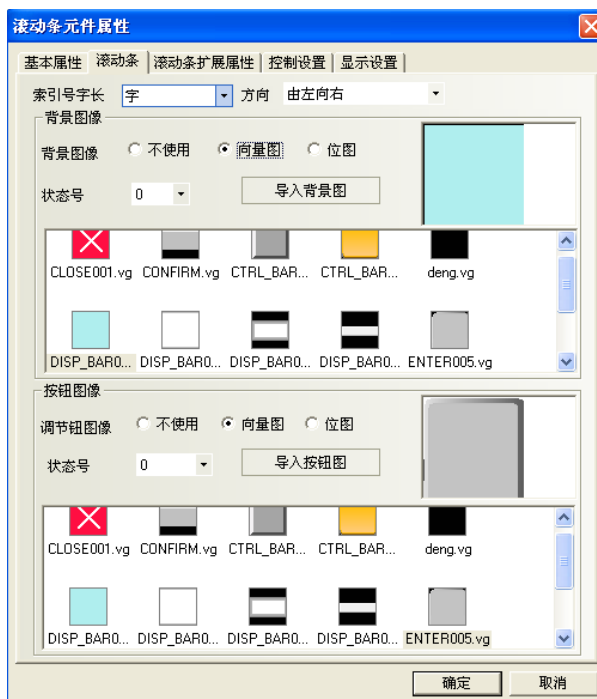 滚动条元件属性
基本属性 滚动条 滚动条扩展属性 控制设置 显示设置
索引号字长 字 方向 由左向右
背景图像
背景图像 不使用 向量图 位图
状态号 0 导入背景图
CLOSE001.vg CONFIRM.vg CTRL_BAR... CTRL_BAR... deng.vg
DISP_BAR0... DISP_BAR0... DISP_BAR0... DISP_BAR0... ENTER005.vg
按钮图像
调节钮图像 不使用 向量图 位图
状态号 0 导入按钮图
CLOSE001.vg CONFIRM.vg CTRL_BAR... CTRL_BAR... deng.vg
DISP_BAR0... DISP_BAR0... DISP_BAR0... DISP_BAR0... ENTER005.vg
确定 取消